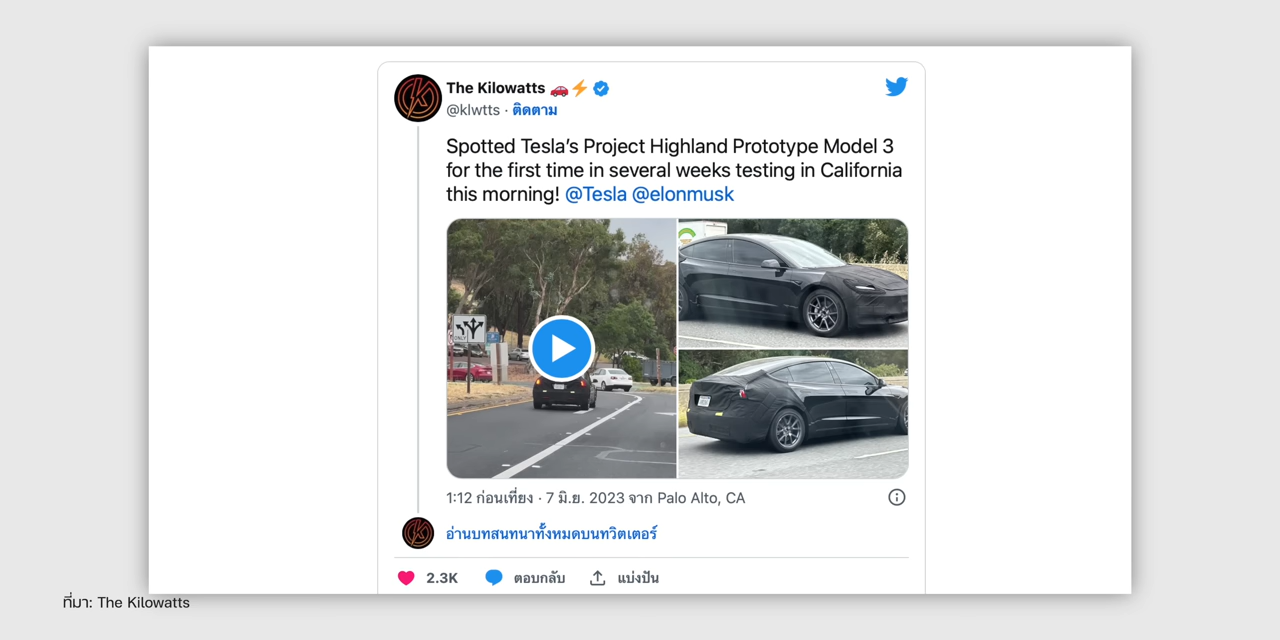 The Kilowatts 🚗⚡
@klwtts · ติดตาม
Spotted Tesla's Project Highland Prototype Model 3
for the first time in several weeks testing in California
this morning! @Tesla @elonmusk
1:12 ก่อนเที่ยง · 7 มิ.ย. 2023 จาก Palo Alto, CA
อ่านบทสนทนาทั้งหมดบนทวิตเตอร์
2.3K ตอบกลับ แบ่งปัน
ที่มา: The Kilowatts